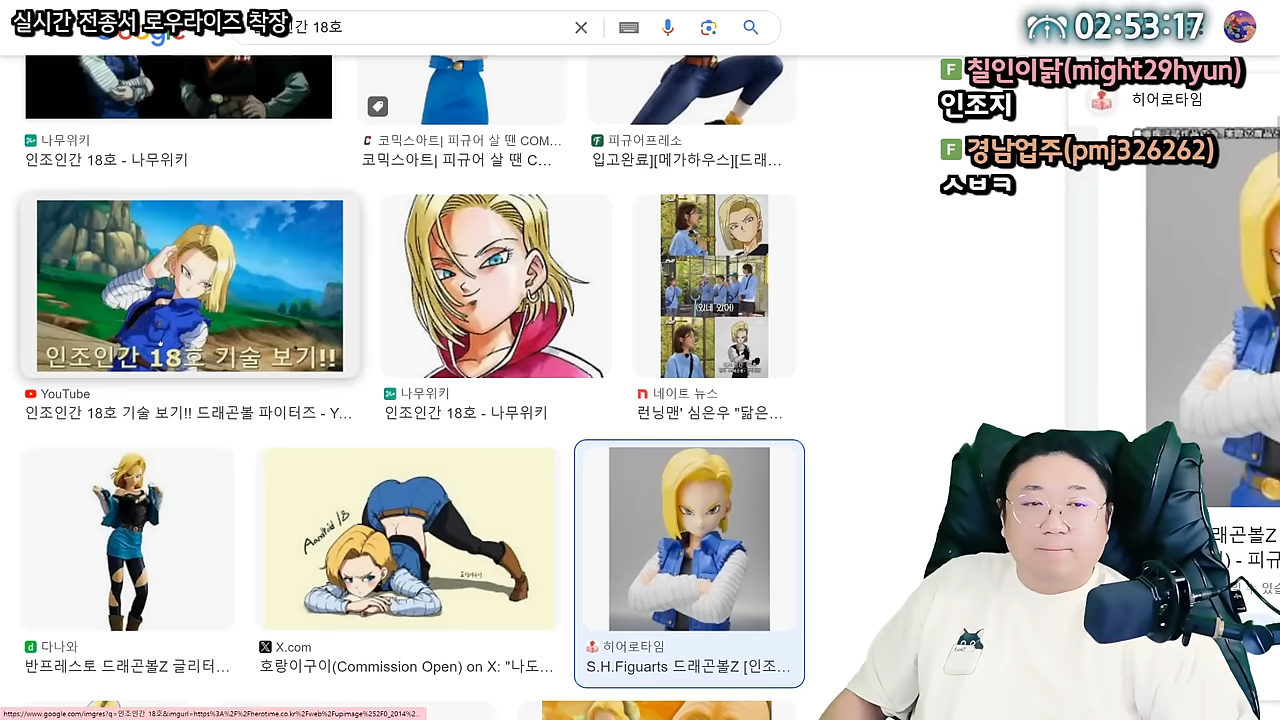 실시간 전종서 로우라이즈 착장
인간 18호
02:53:17
칠인이닭(might29hyun)
인조지
경남업주(pmj326262)
ㅅㅂㅋ
히어로타임
나무위키
인조인간 18호 - 나무위키
코믹스아트| 피규어 살 땐 COM...
코믹스아트| 피규어 살 땐 C...
피규어프레소
입고완료][메가하우스][드래...
인조인간 18호 기술 보기!!
(있네 있어)
YouTube
인조인간 18호 기술 보기!! 드래곤볼 파이터즈 - Y...
나무위키
인조인간 18호 - 나무위키
네이트 뉴스
런닝맨' 심은우 "닮은...
Android 18
다나와
반프레스토 드래곤볼Z 글리터...
X.com
호랑이구이(Commission Open) on X: "나도...
히어로타임
S.H.Figuarts 드래곤볼Z [인조...
래곤볼Z
) - 피규